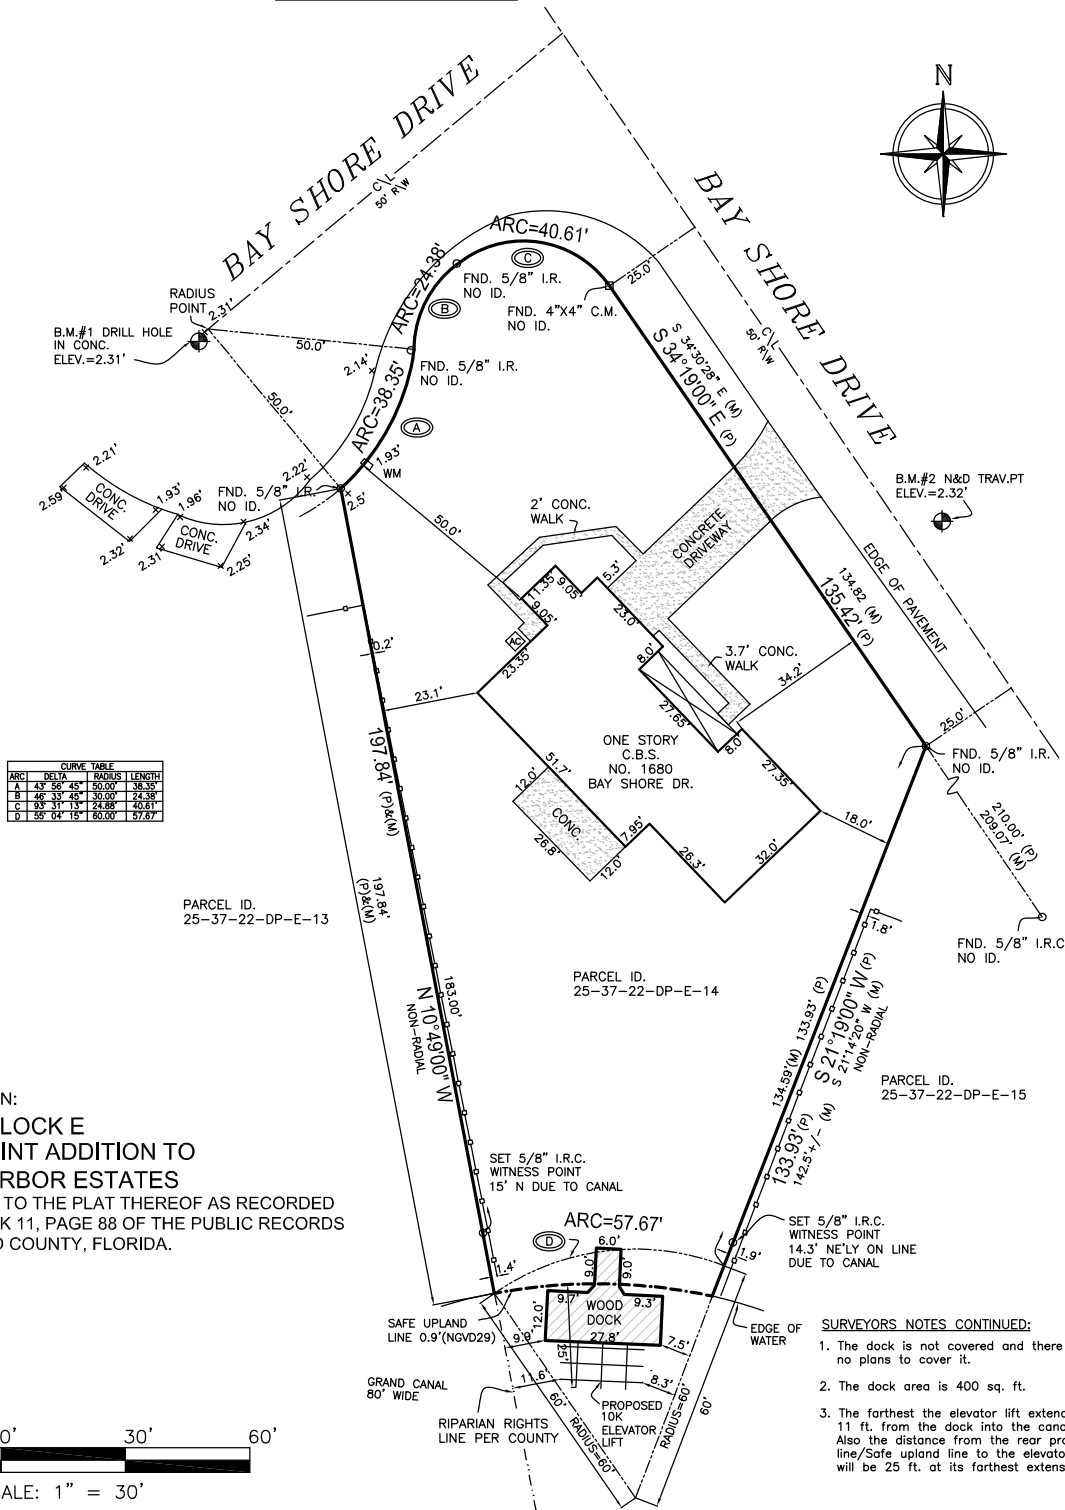 BAY SHORE DRIVE
C\L
50' R\W
N
BAY SHORE DRIVE
C\L
50' R\W
RADIUS
POINT
2.31'
B.M.#1 DRILL HOLE
IN CONC.
ELEV.=2.31'
50.0'
50.0'
2.14'
ARC=40.61'
C
ARC=24.38'
B
FND. 5/8" I.R.
NO ID.
FND. 4"X4" C.M.
NO ID.
25.0'
FND. 5/8" I.R.
NO ID.
ARC=38.35'
A
1.93'
WM
S 34°30'28" E (M)
S 34°19'00" E (P)
2.21'
2.59'
CONC.
DRIVE
1.93'
1.96'
2.32'
2.31'
CONC.
DRIVE
2.34'
2.25'
2.22'
FND. 5/8" I.R.
NO ID.
2.5'
50.0'
2' CONC.
WALK
CONCRETE
DRIVEWAY
B.M.#2 N&D TRAV.PT
ELEV.=2.32'
EDGE OF PAVEMENT
134.82 (M)
135.42' (P)
11.35'
9.05'
9.05'
5.3'
23.0'
AC
23.35'
8.0'
3.7' CONC.
WALK
34.2'
0.2'
23.1'
27.65'
8.0'
25.0'
FND. 5/8" I.R.
NO ID.
ONE STORY
C.B.S.
NO. 1680
BAY SHORE DR.
27.35'
51.7'
12.0'
CONC.
26.8'
12.0'
7.95'
26.3'
32.0'
18.0'
210.00' (P)
209.07' (M)
FND. 5/8" I.R.C
NO ID.
CURVE TABLE
ARC DELTA RADIUS LENGTH
A 43° 56' 45" 50.00' 38.35'
B 46° 33' 45" 30.00' 24.38'
C 93° 31' 13" 24.88' 40.61'
D 55° 04' 15" 60.00' 57.67'
197.84' (P)&(M)
197.84'
(P)&(M)
PARCEL ID.
25-37-22-DP-E-13
PARCEL ID.
25-37-22-DP-E-14
1.8'
183.00'
N 10°49'00" W
NON-RADIAL
134.59'(M) 133.93' (P)
S 21°19'00" W (P)
S 21°14'20" W (M)
NON-RADIAL
PARCEL ID.
25-37-22-DP-E-15
133.93'(P)
142.5'+/- (M)
N:
LOCK E
INT ADDITION TO
RBOR ESTATES
TO THE PLAT THEREOF AS RECORDED
K 11, PAGE 88 OF THE PUBLIC RECORDS
O COUNTY, FLORIDA.
SET 5/8" I.R.C.
WITNESS POINT
15' N DUE TO CANAL
ARC=57.67'
D
6.0'
9.0'
9.0'
SET 5/8" I.R.C.
WITNESS POINT
14.3' NE'LY ON LINE
DUE TO CANAL
1.9'
1.4'
SAFE UPLAND
LINE 0.9'(NGVD29)
9.7'
9.3'
WOOD
DOCK
12.0'
27.8'
9.9'
7.5'
25'
EDGE OF
WATER
GRAND CANAL
80' WIDE
11.6'
8.3'
60'
RADIUS=60'
RADIUS=60'
60'
PROPOSED
10K
ELEVATOR
LIFT
RIPARIAN RIGHTS
LINE PER COUNTY
SURVEYORS NOTES CONTINUED:
1. The dock is not covered and there
no plans to cover it.
2. The dock area is 400 sq. ft.
3. The farthest the elevator lift extend
11 ft. from the dock into the cana
Also the distance from the rear pro
line/Safe upland line to the elevato
will be 25 ft. at its farthest extens
0' 30' 60'
ALE: 1" = 30'